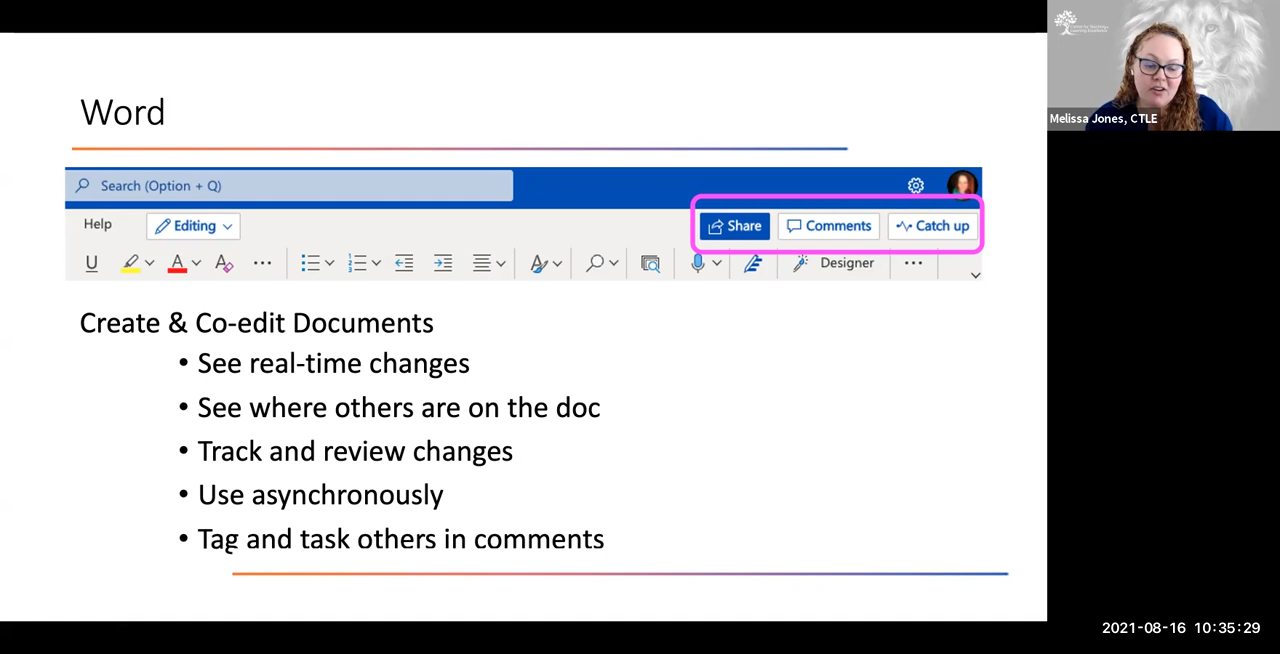 Word
Search (Option + Q)
Help
Editing
Share
Comments
Catch up
Designer
Create & Co-edit Documents
• See real-time changes
• See where others are on the doc
• Track and review changes
• Use asynchronously
• Tag and task others in comments
Melissa Jones, CTLE
2021-08-16 10:35:29